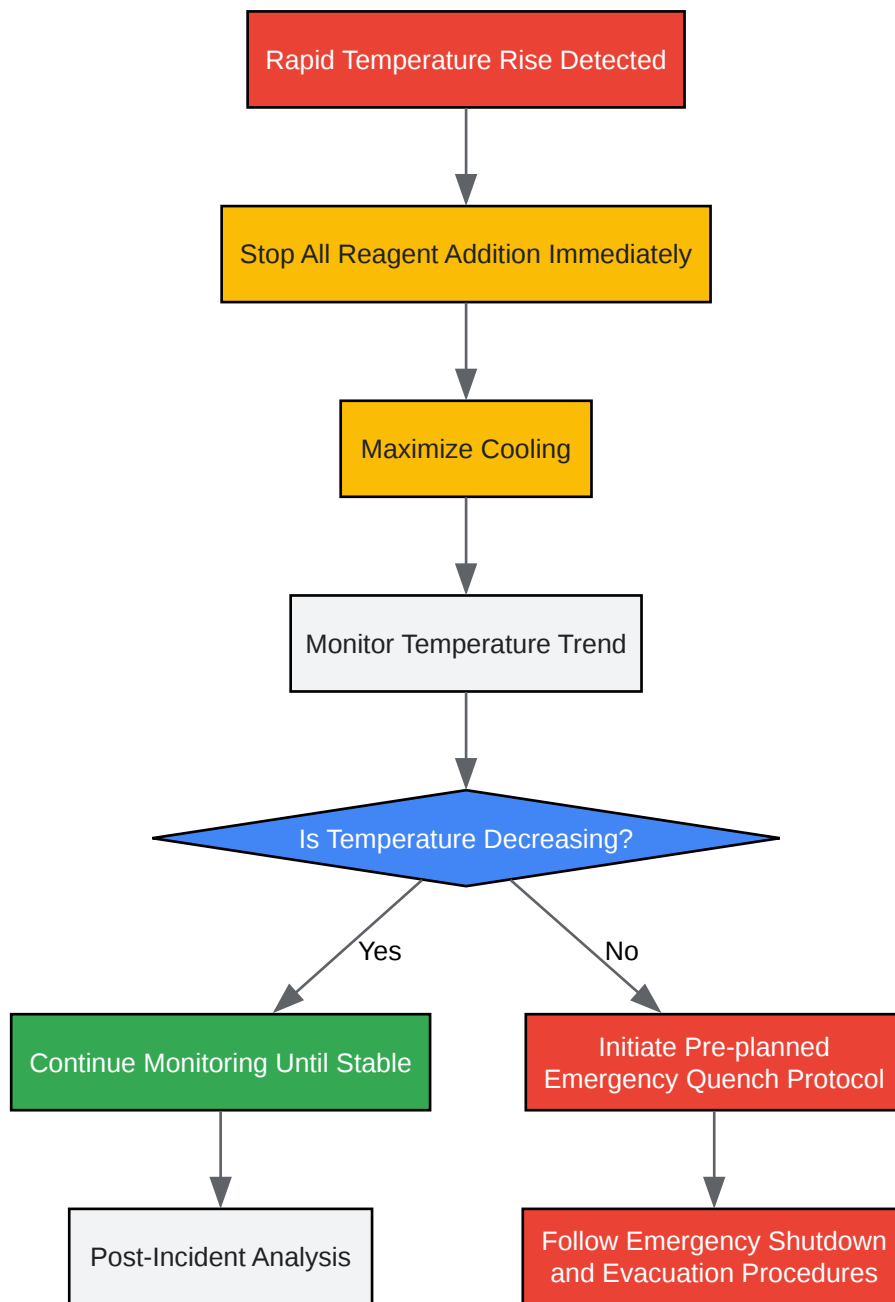 Rapid Temperature Rise Detected
Stop All Reagent Addition Immediately
Maximize Cooling
Monitor Temperature Trend
Is Temperature Decreasing?
Yes
No
Continue Monitoring Until Stable
Initiate Pre-planned
Emergency Quench Protocol
Post-Incident Analysis
Follow Emergency Shutdown
and Evacuation Procedures